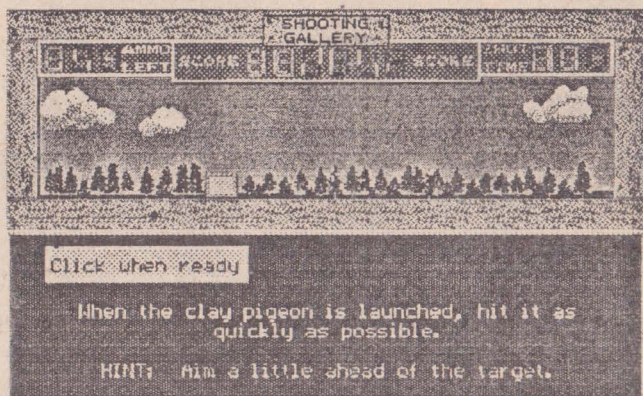 SHOOTING
GALLERY
AMMO
LEFT
SCORE
SCORE
TIME
Click when ready
When the clay pigeon is launched, hit it as
quickly as possible.
HINT: Aim a little ahead of the target.